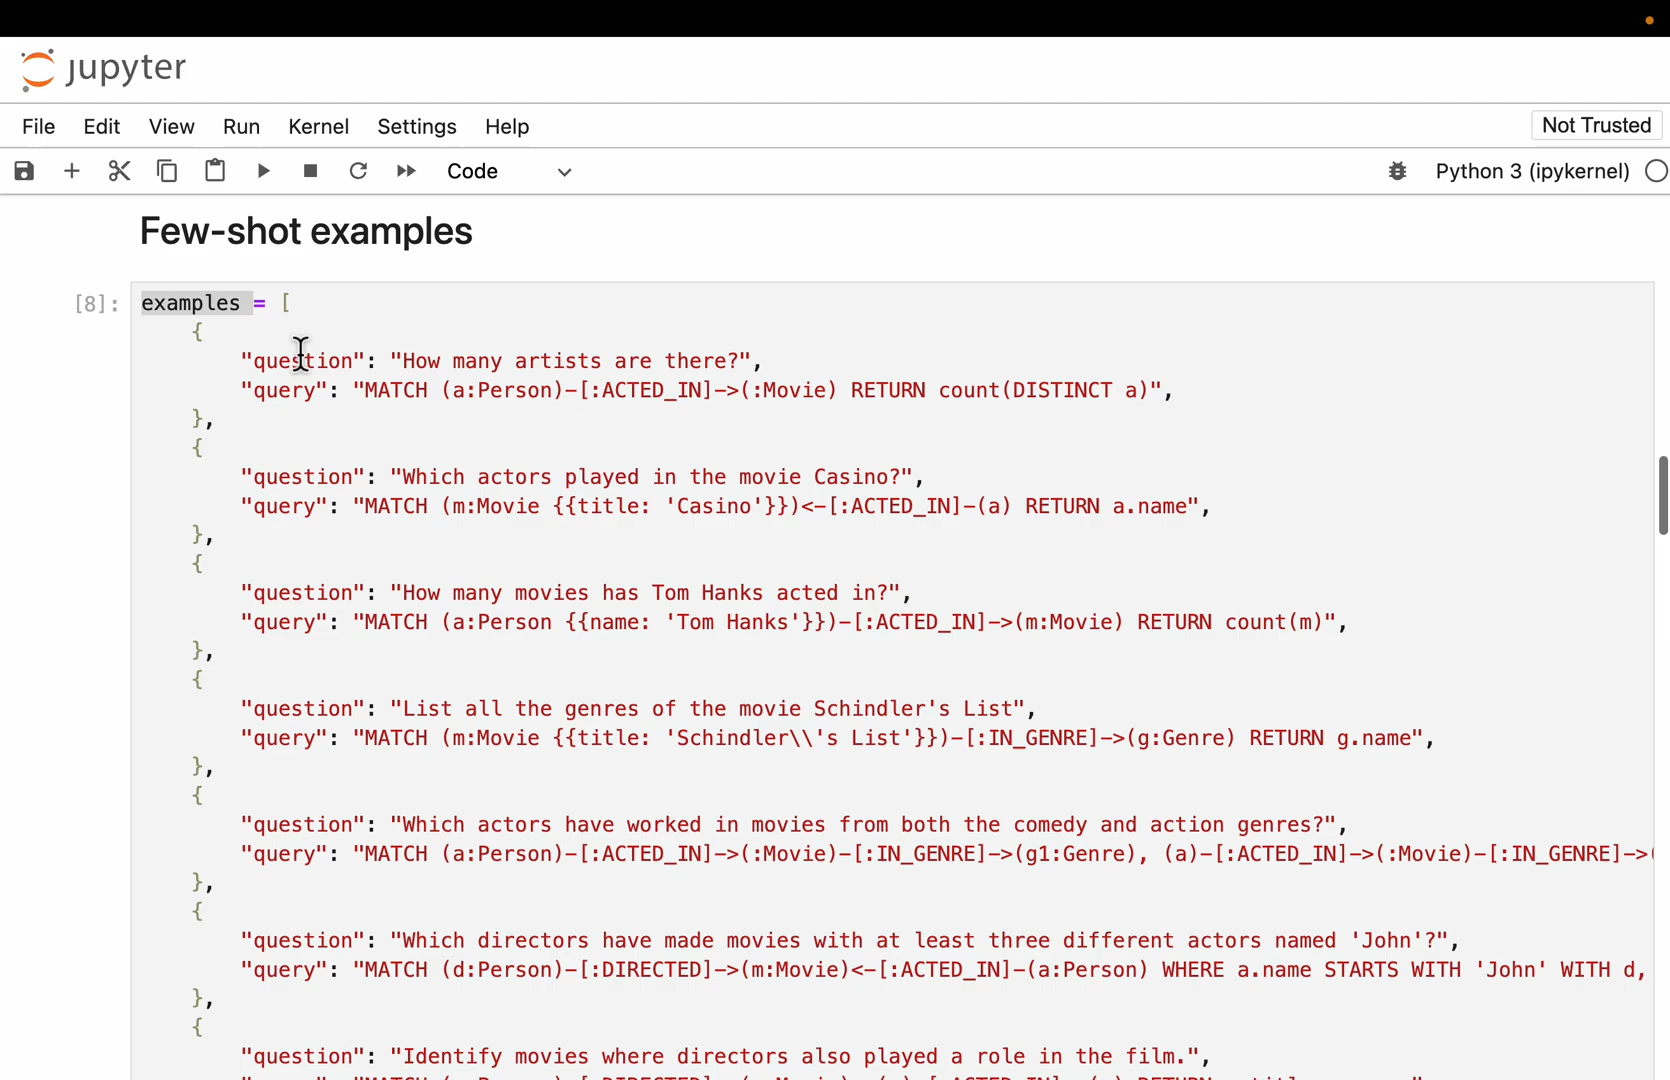 jupyter
File Edit View Run Kernel Settings Help Not Trusted
Code Python 3 (ipykernel)
Few-shot examples
[8]: examples = [
{
"question": "How many artists are there?",
"query": "MATCH (a:Person)-[:ACTED_IN]->(:Movie) RETURN count(DISTINCT a)",
},
{
"question": "Which actors played in the movie Casino?",
"query": "MATCH (m:Movie {{title: 'Casino'}})<-[:ACTED_IN]-(a) RETURN a.name",
},
{
"question": "How many movies has Tom Hanks acted in?",
"query": "MATCH (a:Person {{name: 'Tom Hanks'}})-[:ACTED_IN]->(m:Movie) RETURN count(m)",
},
{
"question": "List all the genres of the movie Schindler's List",
"query": "MATCH (m:Movie {{title: 'Schindler\\'s List'}})-[:IN_GENRE]->(g:Genre) RETURN g.name",
},
{
"question": "Which actors have worked in movies from both the comedy and action genres?",
"query": "MATCH (a:Person)-[:ACTED_IN]->(:Movie)-[:IN_GENRE]->(g1:Genre), (a)-[:ACTED_IN]->(:Movie)-[:IN_GENRE]->(
},
{
"question": "Which directors have made movies with at least three different actors named 'John'?",
"query": "MATCH (d:Person)-[:DIRECTED]->(m:Movie)<-[:ACTED_IN]-(a:Person) WHERE a.name STARTS WITH 'John' WITH d,
},
{
"question": "Identify movies where directors also played a role in the film.",